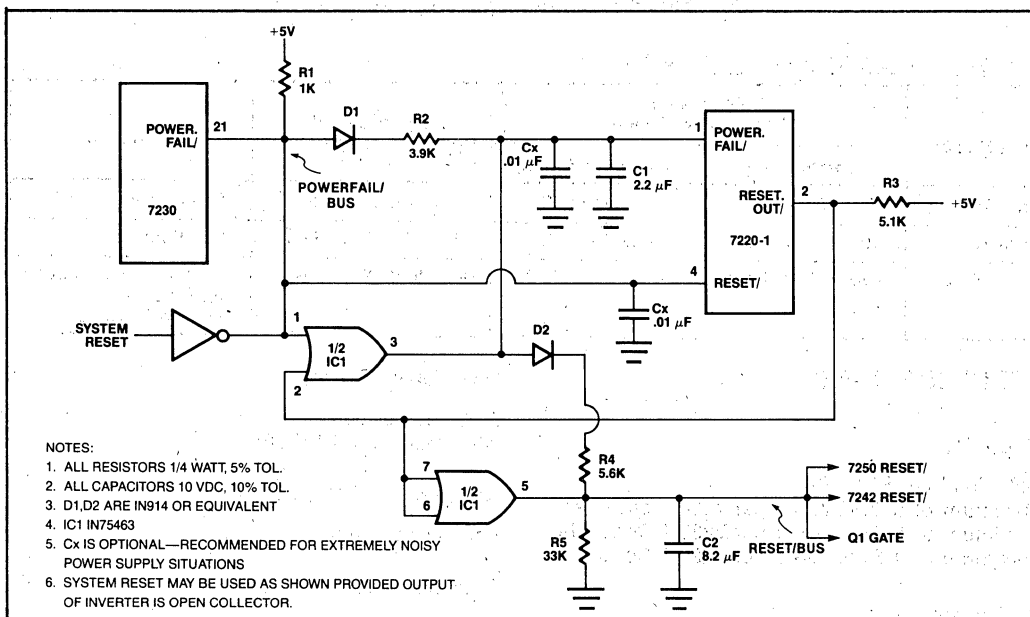 +5V
R1
1K
POWER.
FAIL/
21
7230
POWERFAIL/
BUS
D1
R2
3.9K
Cx
.01 µF
C1
2.2 µF
1
POWER.
FAIL/
RESET.
OUT/
2
7220-1
4
RESET/
R3
5.1K
+5V
Cx
.01 µF
SYSTEM
RESET
1
1/2
IC1
3
2
D2
7
1/2
IC1
5
6
R4
5.6K
R5
33K
C2
8.2 µF
RESET/BUS
7250 RESET/
7242 RESET/
Q1 GATE
NOTES:
1. ALL RESISTORS 1/4 WATT, 5% TOL.
2. ALL CAPACITORS 10 VDC, 10% TOL.
3. D1,D2 ARE IN914 OR EQUIVALENT
4. IC1 IN75463
5. Cx IS OPTIONAL—RECOMMENDED FOR EXTREMELY NOISY
POWER SUPPLY SITUATIONS
6. SYSTEM RESET MAY BE USED AS SHOWN PROVIDED OUTPUT
OF INVERTER IS OPEN COLLECTOR.